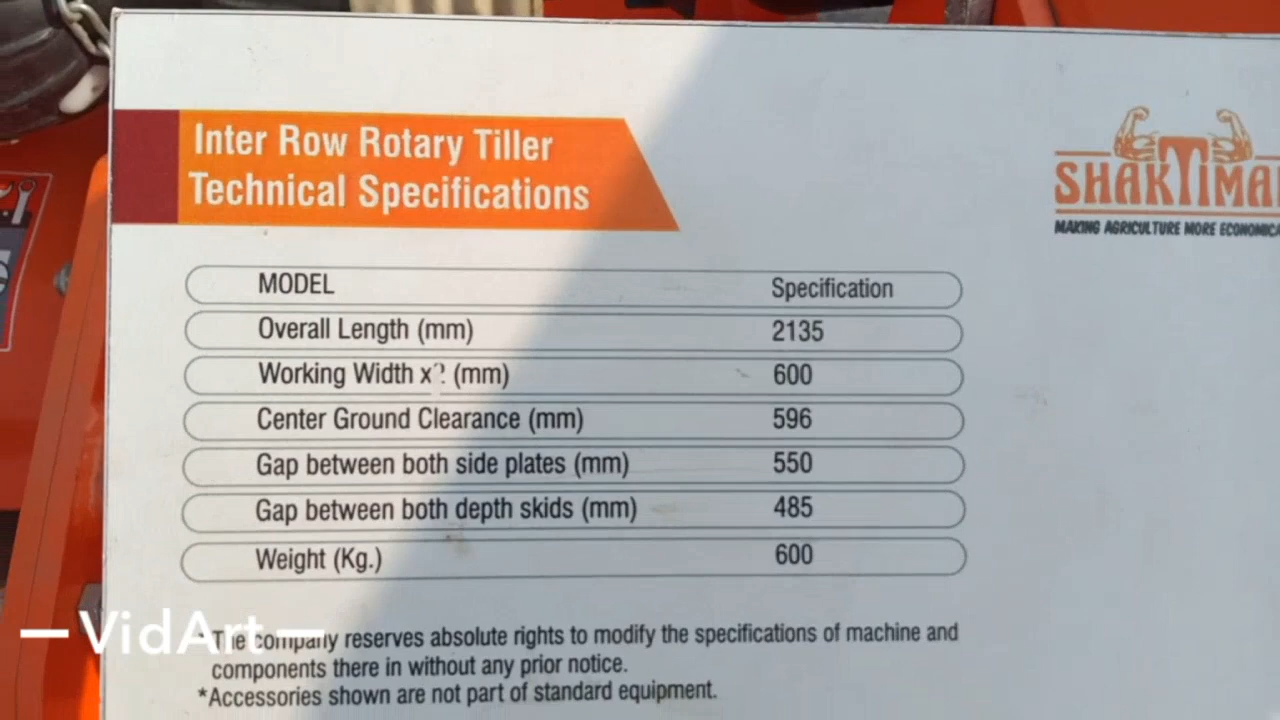 Inter Row Rotary Tiller
Technical Specifications
SHAKTIMA
MAKING AGRICULTURE MORE ECONOMICA
MODEL Specification
Overall Length (mm) 2135
Working Width x (mm) 600
Center Ground Clearance (mm) 596
Gap between both side plates (mm) 550
Gap between both depth skids (mm) 485
Weight (Kg.) 600
VidArt
*The company reserves absolute rights to modify the specifications of machine and
components there in without any prior notice.
*Accessories shown are not part of standard equipment.